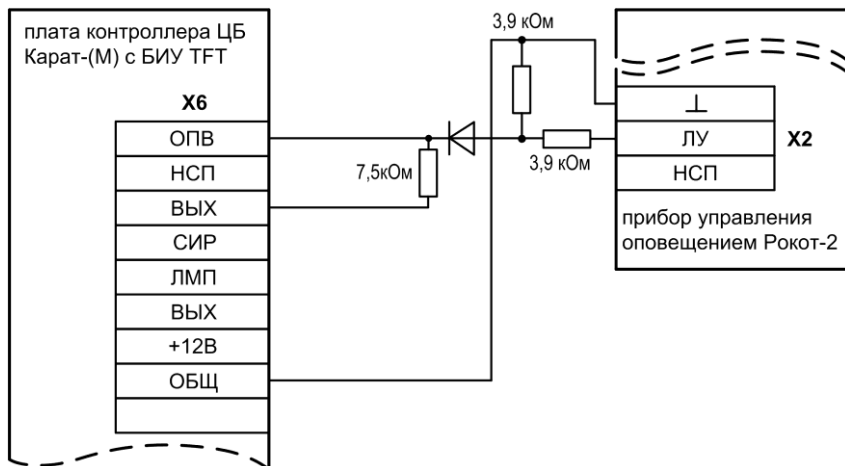 плата контроллера ЦБ
Карат-(М) с БИУ TFT
X6
ОПВ
НСП
ВЫХ
СИР
ЛМП
ВЫХ
+12В
ОБЩ
7,5кОм
3,9 кОм
3,9 кОм
⊥
ЛУ
НСП
X2
прибор управления
оповещением Рокот-2